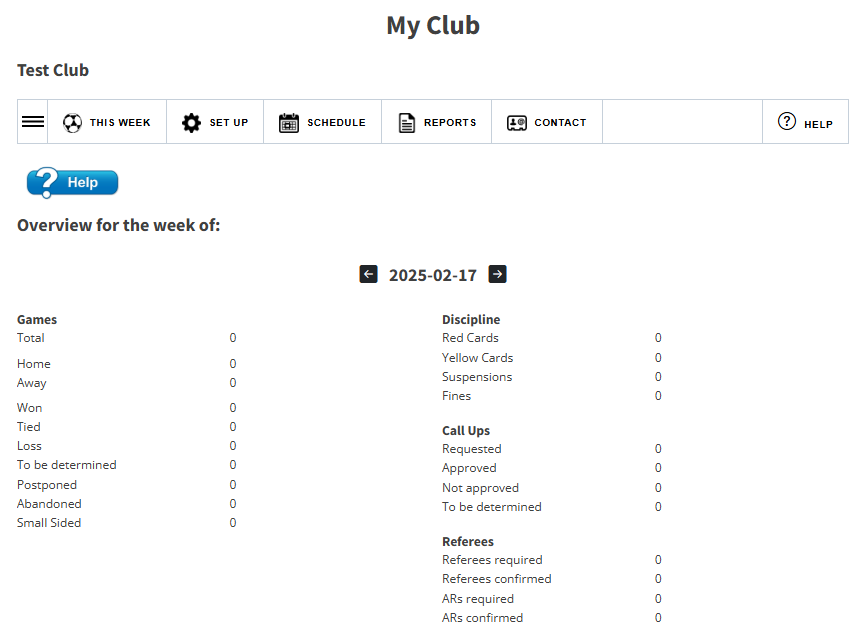 My Club
Test Club
THIS WEEK SET UP SCHEDULE REPORTS CONTACT ? HELP
? Help
Overview for the week of:
2025-02-17
Games
Total 0
Home 0
Away 0
Won 0
Tied 0
Loss 0
To be determined 0
Postponed 0
Abandoned 0
Small Sided 0
Discipline
Red Cards 0
Yellow Cards 0
Suspensions 0
Fines 0
Call Ups
Requested 0
Approved 0
Not approved 0
To be determined 0
Referees
Referees required 0
Referees confirmed 0
ARs required 0
ARs confirmed 0